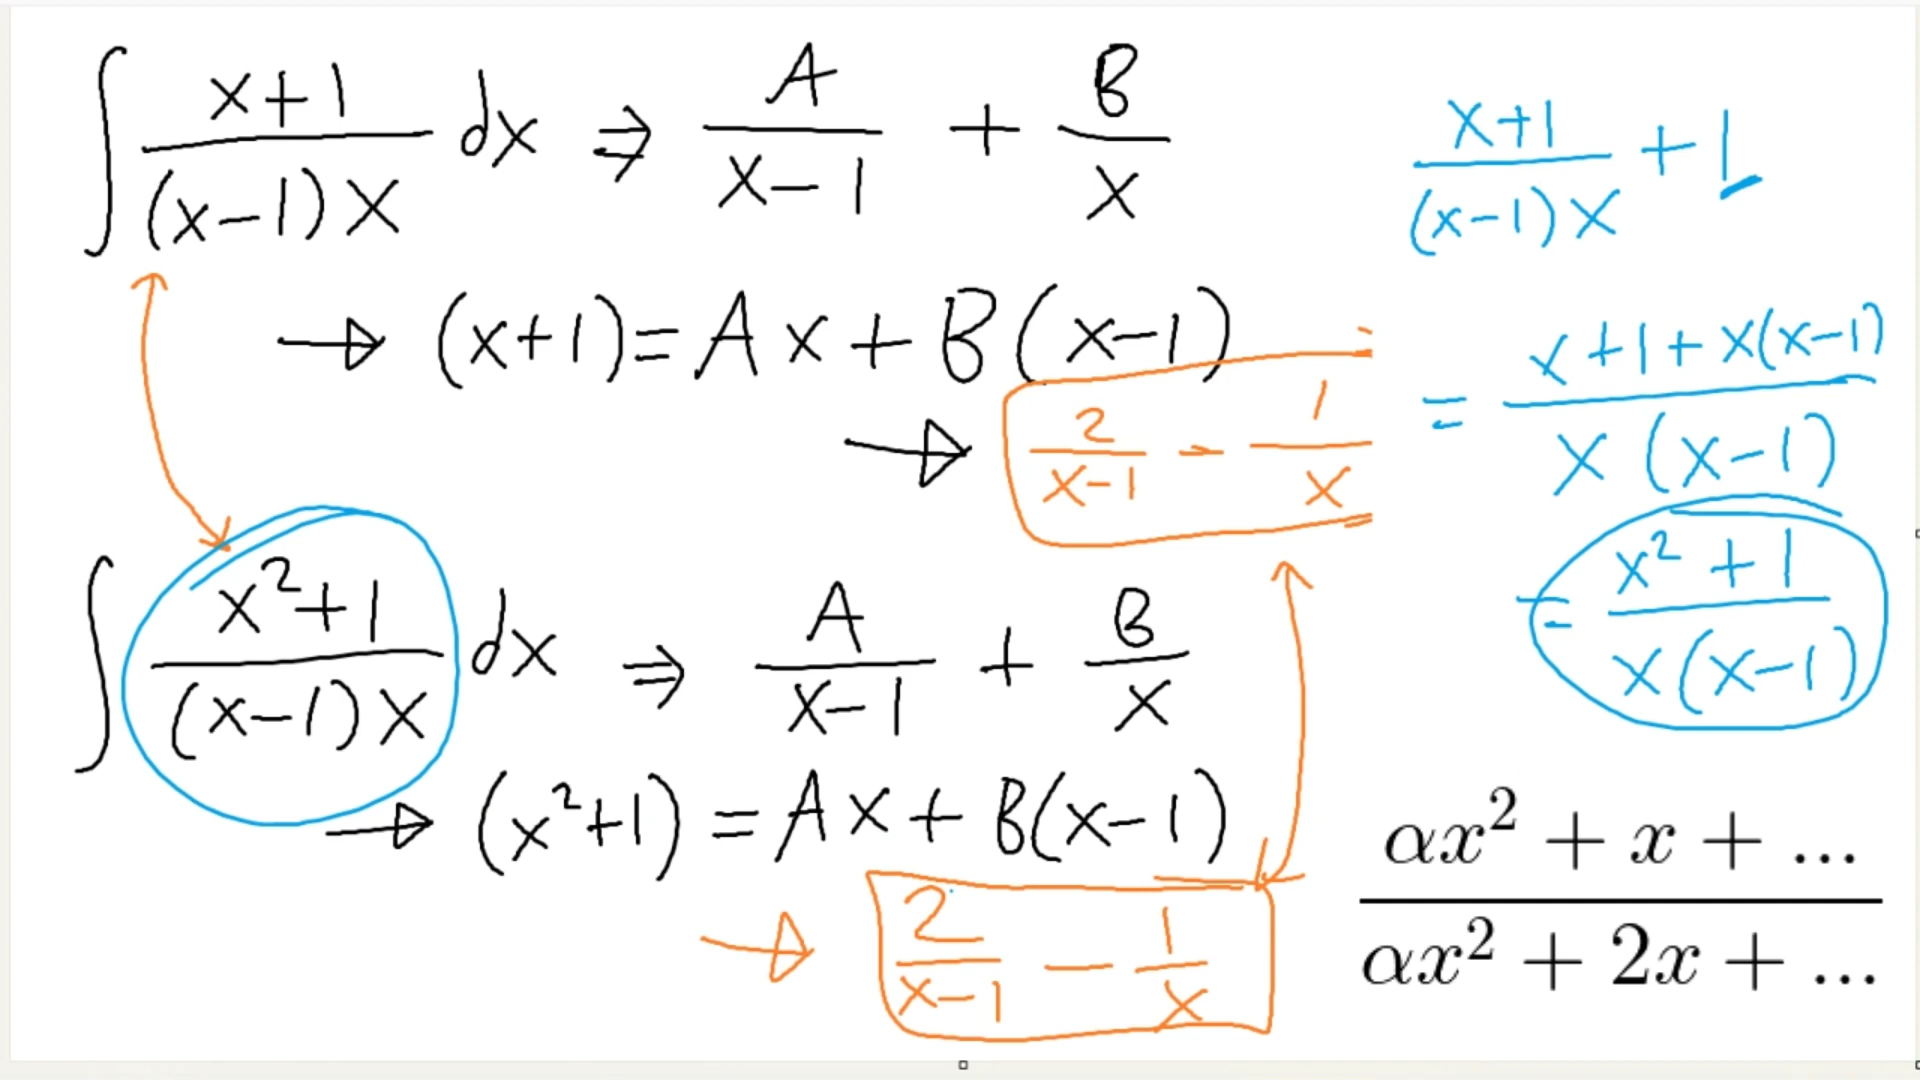 ∫ (x+1)/((x-1)x) dx ⇒ A/(x-1) + B/x
→ (x+1) = Ax + B(x-1)
→ 2/(x-1) - 1/x
∫ (x²+1)/((x-1)x) dx ⇒ A/(x-1) + B/x
→ (x²+1) = Ax + B(x-1)
→ 2/(x-1) - 1/x
(x+1)/((x-1)x) + 1
= (x+1+x(x-1))/(x(x-1))
= (x²+1)/(x(x-1))
(αx² + x + ...)/(αx² + 2x + ...)